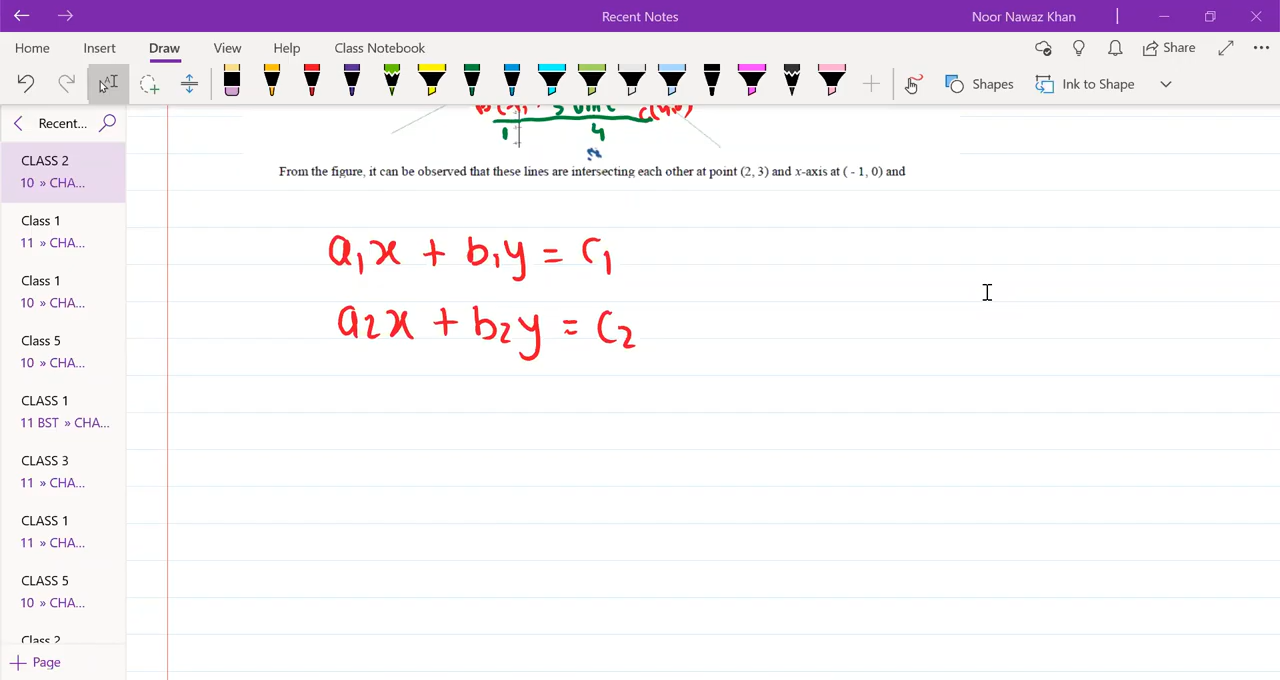 Recent Notes
Noor Nawaz Khan
Home Insert Draw View Help Class Notebook Share
Shapes Ink to Shape
Recent...
CLASS 2
10 » CHA...
Class 1
11 » CHA...
Class 1
10 » CHA...
Class 5
10 » CHA...
CLASS 1
11 BST » CHA...
CLASS 3
11 » CHA...
CLASS 1
11 » CHA...
CLASS 5
10 » CHA...
Class 2
Page
1 4
From the figure, it can be observed that these lines are intersecting each other at point (2, 3) and x-axis at ( - 1, 0) and
a₁x + b₁y = c₁
a₂x + b₂y = c₂